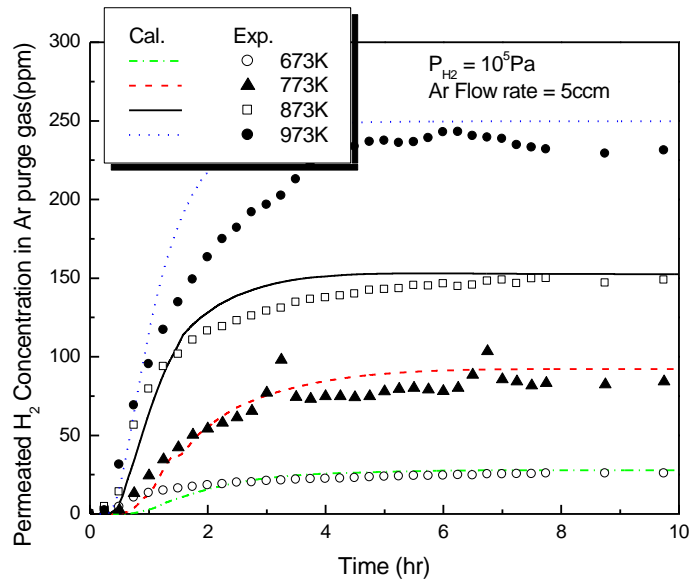 300
250
200
150
100
50
0
Permeated H2 Concentration in Ar purge gas(ppm)
Cal. Exp.
673K
773K
873K
973K
P_H2 = 10^5Pa
Ar Flow rate = 5ccm
0 2 4 6 8 10
Time (hr)